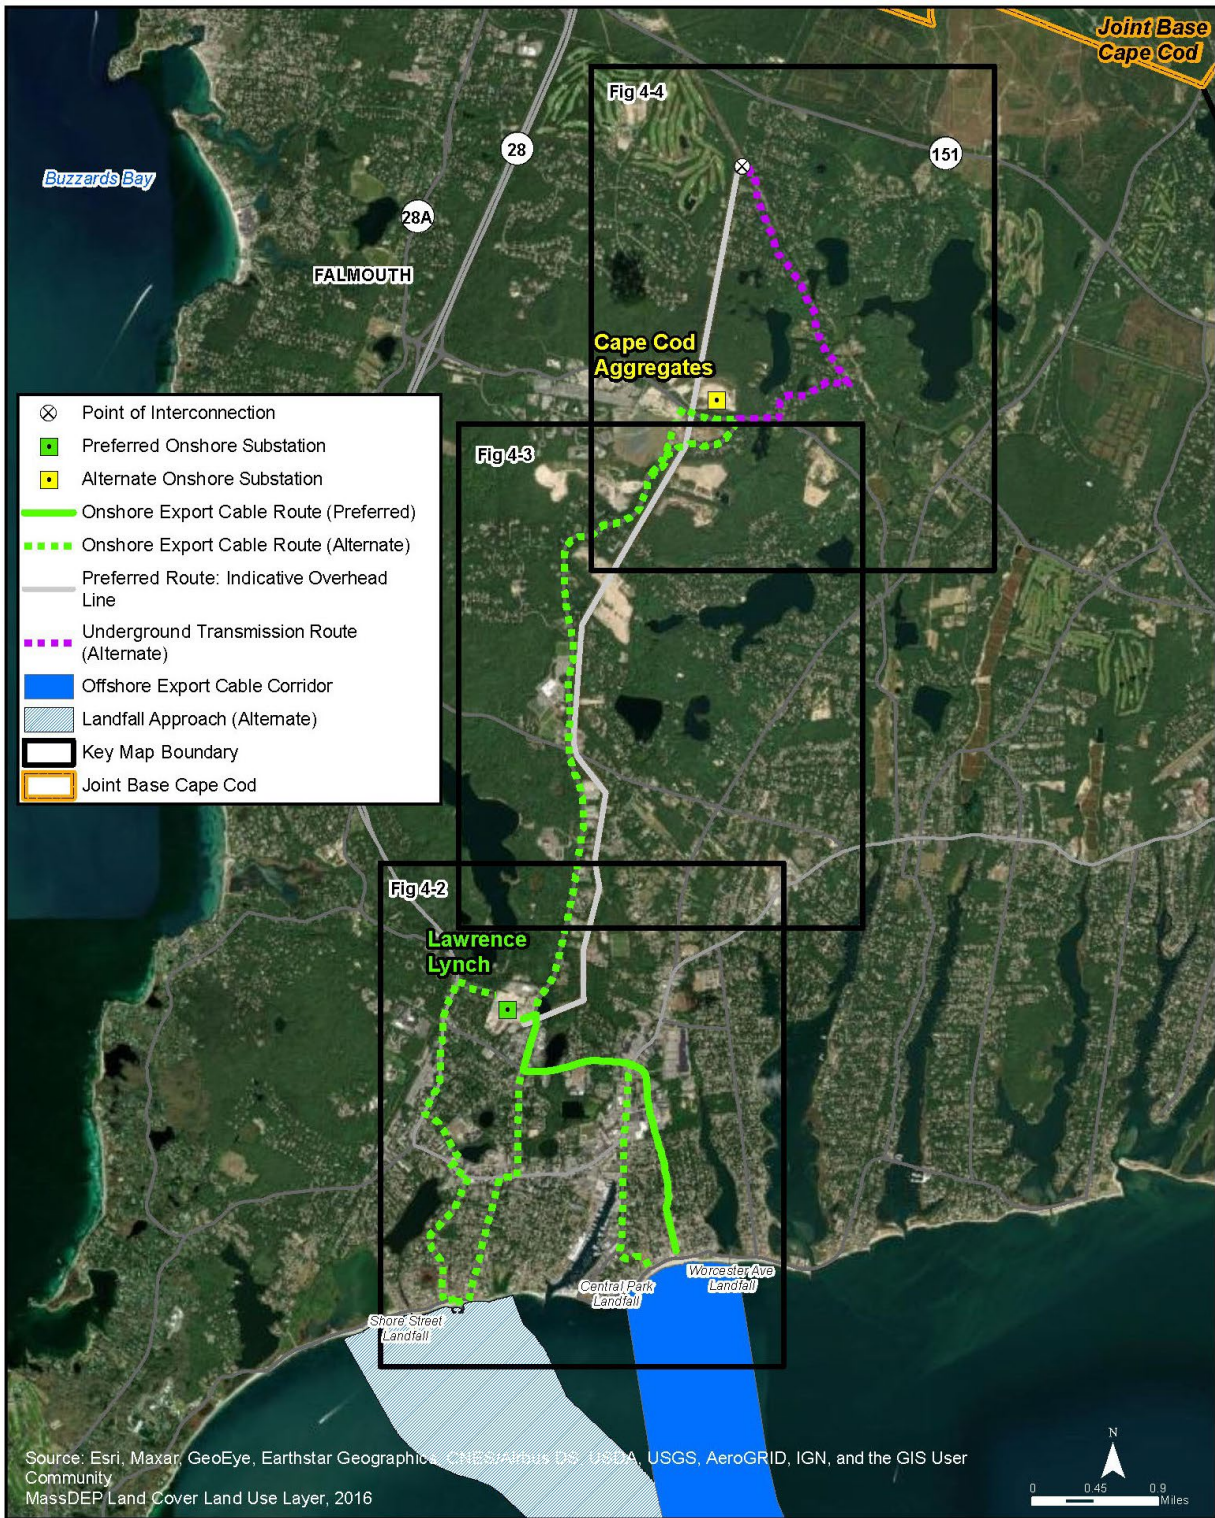 Joint Base
Cape Cod
Fig 4-4
28
151
Buzzards Bay
28A
FALMOUTH
Cape Cod
Aggregates
Point of Interconnection
Preferred Onshore Substation
Alternate Onshore Substation
Onshore Export Cable Route (Preferred)
Onshore Export Cable Route (Alternate)
Preferred Route: Indicative Overhead
Line
Underground Transmission Route
(Alternate)
Offshore Export Cable Corridor
Landfall Approach (Alternate)
Key Map Boundary
Joint Base Cape Cod
Fig 4-3
Fig 4-2
Lawrence
Lynch
Worcester Ave
Landfall
Central Park
Landfall
Shore Street
Landfall
Source: Esri, Maxar, GeoEye, Earthstar Geographics, CNES/Airbus DS, USDA, USGS, AeroGRID, IGN, and the GIS User
Community
MassDEP Land Cover Land Use Layer, 2016
N
0 0.45 0.9
Miles